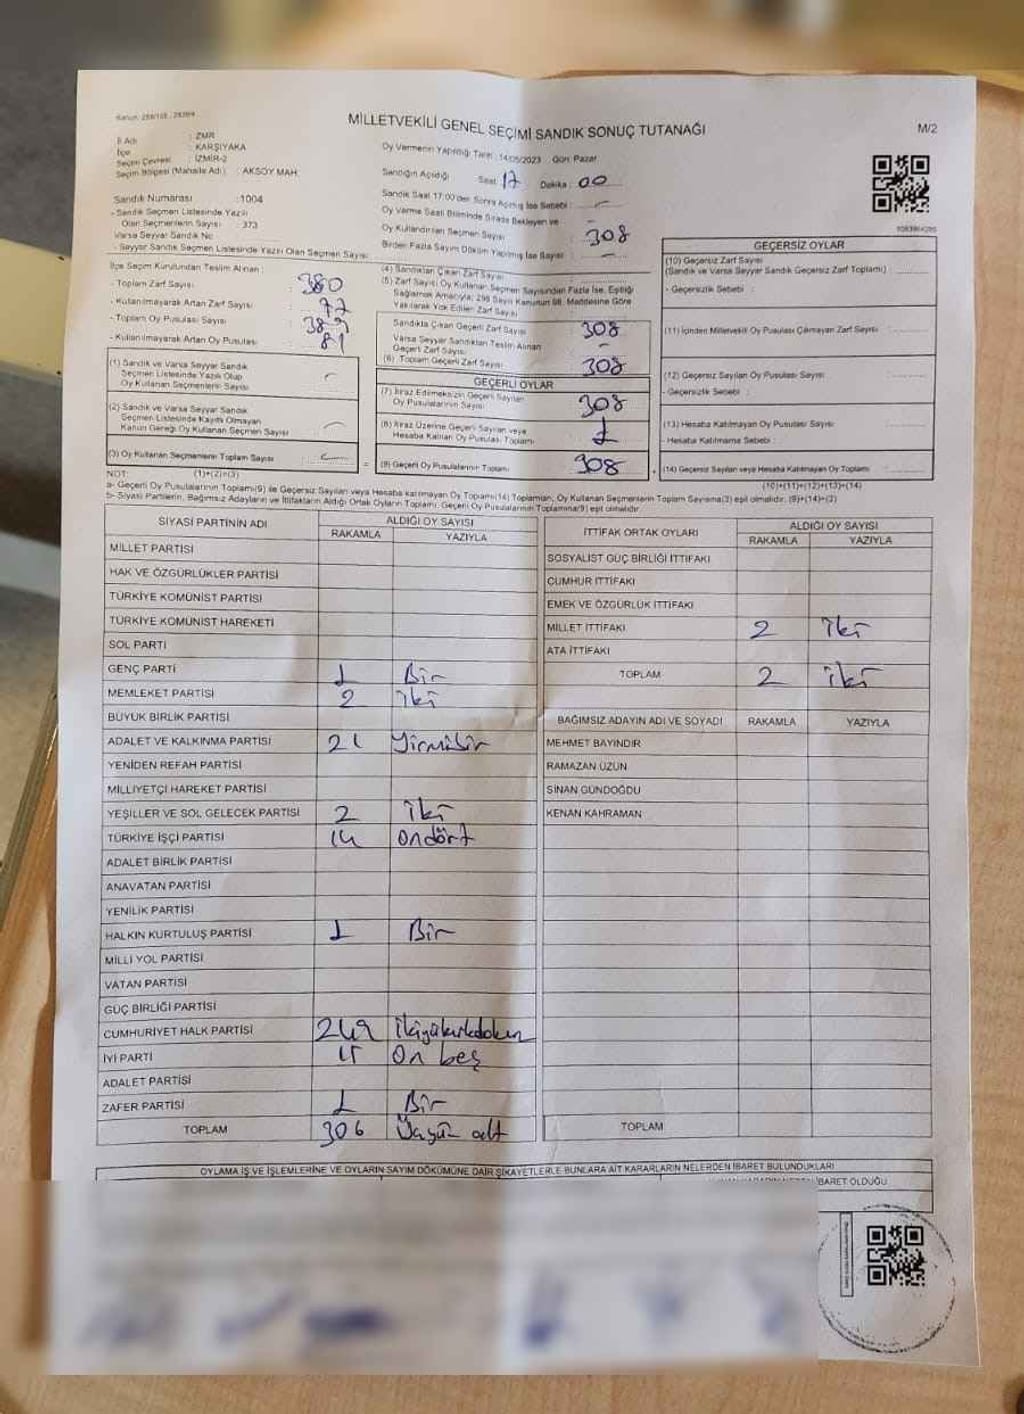 MİLLETVEKİLİ GENEL SEÇİMİ SANDIK SONUÇ TUTANAĞI
M/2
İl Adı : İZMİR
İlçe : KARŞIYAKA
Seçim Çevresi : İZMİR-2
Seçim Bölgesi (Mahalle Adı) : AKSOY MAH.
Sandık Numarası :1004
- Sandık Seçmen Listesinde Yazılı
Olan Seçmenlerin Sayısı : 373
Varsa Seyyar Sandık No
- Seyyar Sandık Seçmen Listesinde Yazılı Olan Seçmen Sayısı
Oy Vermenin Yapıldığı Tarih : 14/05/2023 Gün: Pazar
Sandığın Açıldığı Saat 17 Dakika : 00
Sandık Saat 17:00'den Sonra Açılmış İse Sebebi : -
Oy Verme Saati Bitiminde Sırada Bekleyen ve
Oy Kullandırılan Seçmen Sayısı : 308
Birden Fazla Sayım Döküm Yapılmış İse Sayısı : -
İlçe Seçim Kurulundan Teslim Alınan :
- Toplam Zarf Sayısı : 380
- Kullanılmayarak Artan Zarf Sayısı : 72
- Toplam Oy Pusulası Sayısı : 389
- Kullanılmayarak Artan Oy Pusulası : 81
(1) Sandık ve Varsa Seyyar Sandık
Seçmen Listesinde Yazılı Olup
Oy Kullanan Seçmenlerin Sayısı
(2) Sandık ve Varsa Seyyar Sandık
Seçmen Listesinde Kayıtlı Olmayan
Kanun Gereği Oy Kullanan Seçmen Sayısı
(3) Oy Kullanan Seçmenlerin Toplam Sayısı
(4) Sandıktan Çıkan Zarf Sayısı
(5) Zarf Sayısı Oy Kullanan Seçmen Sayısından Fazla İse, Eşitliği
Sağlamak Amacıyla; 298 Sayılı Kanunun 98. Maddesine Göre
Yakılarak Yok Edilen Zarf Sayısı
Sandıkta Çıkan Geçerli Zarf Sayısı 308
Varsa Seyyar Sandıktan Teslim Alınan
Geçerli Zarf Sayısı -
(6) Toplam Geçerli Zarf Sayısı 308
GEÇERLİ OYLAR
(7) İtiraz Edilmeksizin Geçerli Sayılan
Oy Pusulalarının Sayısı 308
(8) İtiraz Üzerine Geçerli Sayılan veya
Hesaba Katılan Oy Pusulası Toplamı
= (9) Geçerli Oy Pusulalarının Toplamı 308
GEÇERSİZ OYLAR
(10) Geçersiz Zarf Sayısı
(Sandık ve Varsa Seyyar Sandık Geçersiz Zarf Toplamı)
- Geçersizlik Sebebi :
(11) İçinden Milletvekili Oy Pusulası Çıkmayan Zarf Sayısı
(12) Geçersiz Sayılan Oy Pusulası Sayısı
- Geçersizlik Sebebi :
(13) Hesaba Katılmayan Oy Pusulası Sayısı
- Hesaba Katılmama Sebebi
(14) Geçersiz Sayılan veya Hesaba Katılmayan Oy Toplamı
NOT: (1)+(2)=(3)
(10)+(11)+(12)+(13)=(14)
a- Geçerli Oy Pusulalarının Toplamı(9) ile Geçersiz Sayılan veya Hesaba katılmayan Oy Toplamı(14) Toplamları, Oy Kullanan Seçmenlerin Toplam Sayısına(3) eşit olmalıdır. (9)+(14)=(3)
b- Siyasi Partilerin, Bağımsız Adayların ve İttifakların Aldığı Ortak Oyların Toplamı, Geçerli Oy Pusulalarının Toplamına(9) eşit olmalıdır.
SİYASİ PARTİNİN ADI ALDIĞI OY SAYISI
RAKAMLA YAZIYLA
MİLLET PARTİSİ
HAK VE ÖZGÜRLÜKLER PARTİSİ
TÜRKİYE KOMÜNİST PARTİSİ
TÜRKİYE KOMÜNİST HAREKETİ
SOL PARTİ
GENÇ PARTİ 1 Bir
MEMLEKET PARTİSİ 2 iki
BÜYÜK BİRLİK PARTİSİ
ADALET VE KALKINMA PARTİSİ 21 Yirmibir
YENİDEN REFAH PARTİSİ
MİLLİYETÇİ HAREKET PARTİSİ
YEŞİLLER VE SOL GELECEK PARTİSİ 2 İki
TÜRKİYE İŞÇİ PARTİSİ 14 Ondört
ADALET BİRLİK PARTİSİ
ANAVATAN PARTİSİ
YENİLİK PARTİSİ
HALKIN KURTULUŞ PARTİSİ 1 Bir
MİLLİ YOL PARTİSİ
VATAN PARTİSİ
GÜÇ BİRLİĞİ PARTİSİ
CUMHURİYET HALK PARTİSİ 249 İkiyüzkırkdokuz
İYİ PARTİ 15 On beş
ADALET PARTİSİ
ZAFER PARTİSİ 1 Bir
TOPLAM 306 Üçyüz altı
İTTİFAK ORTAK OYLARI ALDIĞI OY SAYISI
RAKAMLA YAZIYLA
SOSYALİST GÜÇ BİRLİĞİ İTTİFAKI
CUMHUR İTTİFAKI
EMEK VE ÖZGÜRLÜK İTTİFAKI
MİLLET İTTİFAKI 2 İki
ATA İTTİFAKI
TOPLAM 2 iki
BAĞIMSIZ ADAYIN ADI VE SOYADI RAKAMLA YAZIYLA
MEHMET BAYINDIR
RAMAZAN UZUN
SİNAN GÜNDOĞDU
KENAN KAHRAMAN
TOPLAM
OYLAMA İŞ VE İŞLEMLERİNE VE OYLARIN SAYIM DÖKÜMÜNE DAİR ŞİKAYETLERLE BUNLARA AİT KARARLARIN NELERDEN İBARET BULUNDUKLARI
İBARET OLDUĞU